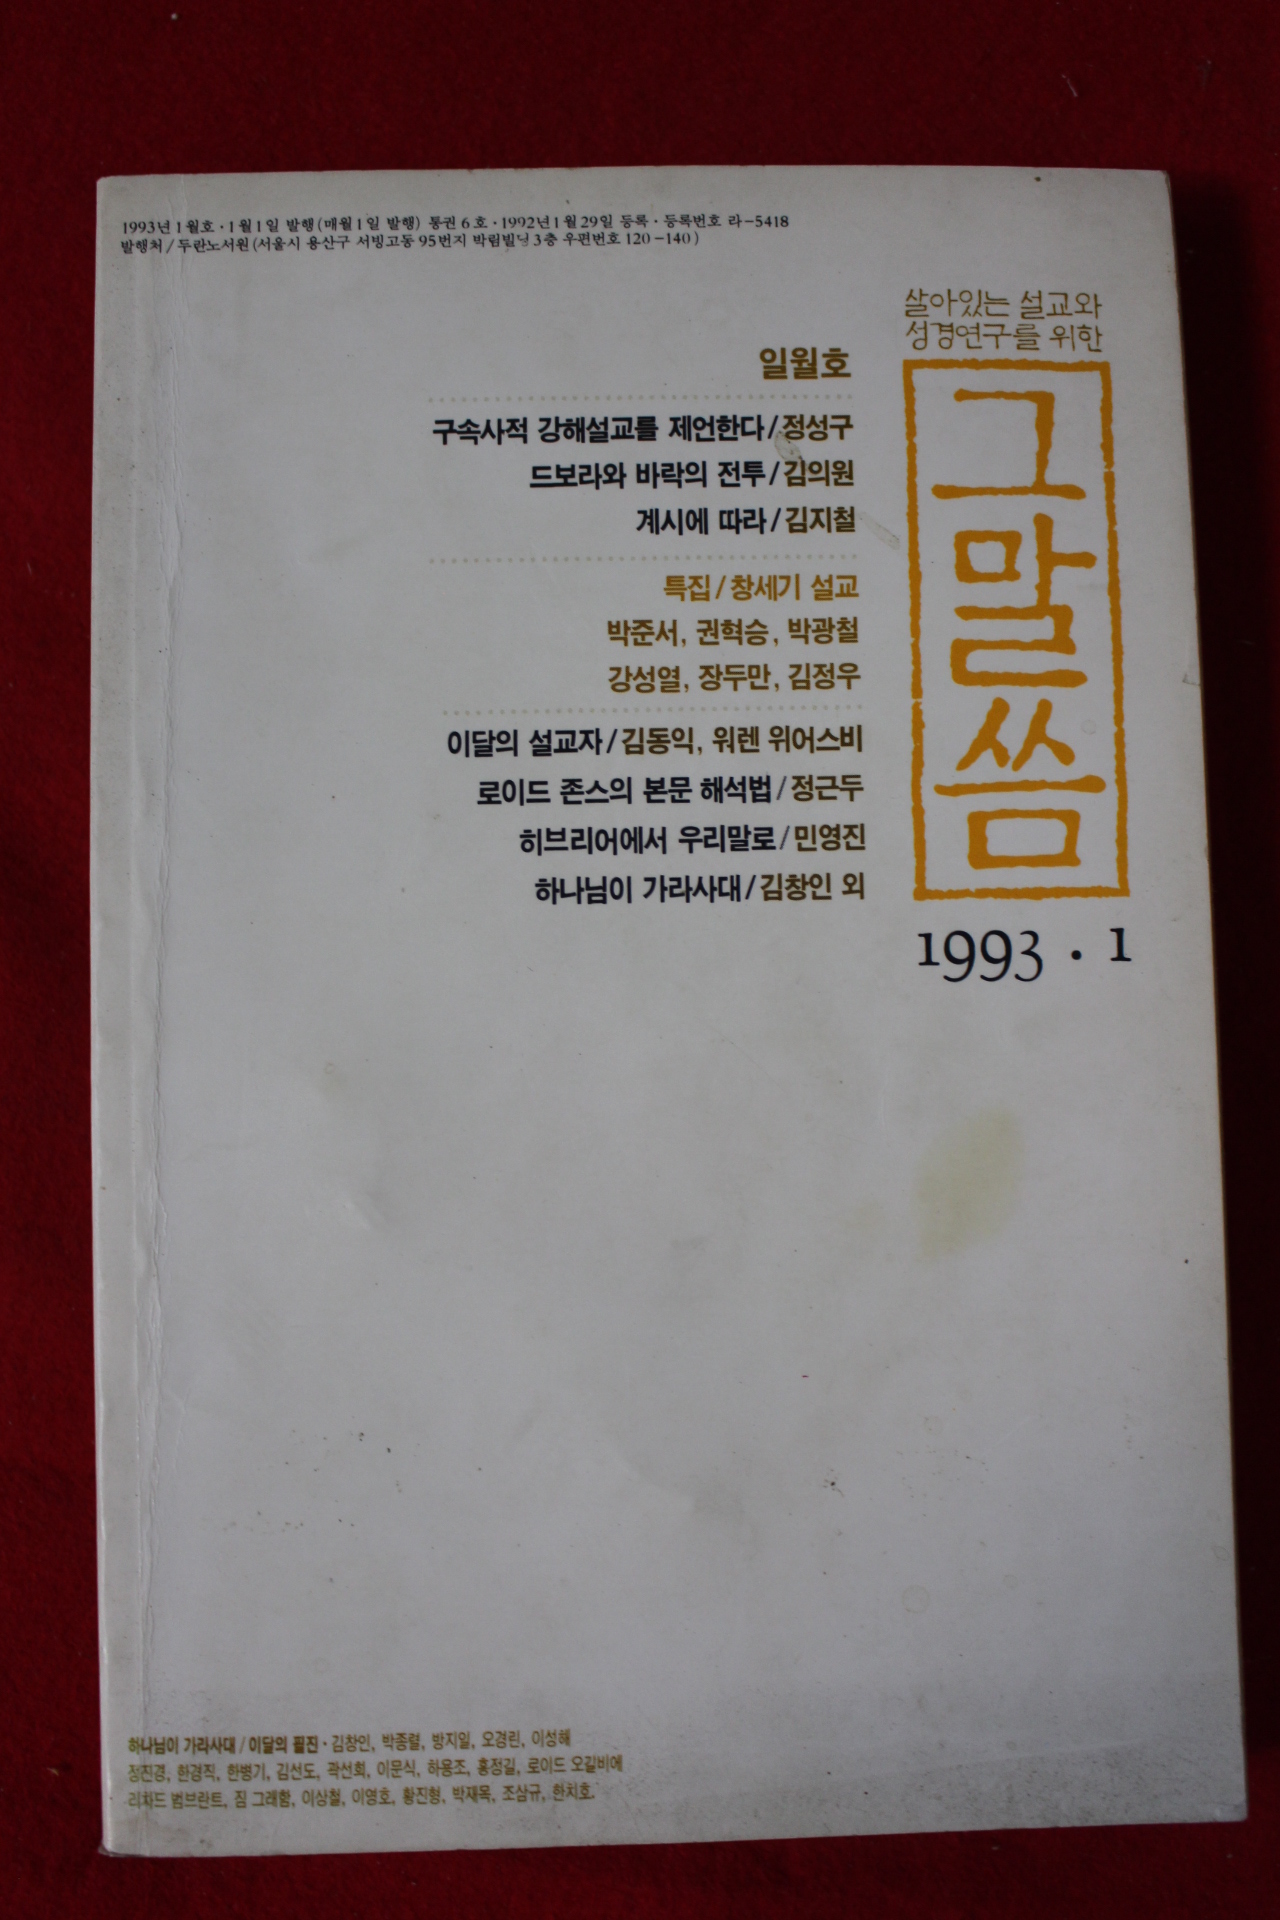 1993년 1월호 · 1월 1일 발행 (매월 1일 발행) 통권 6호 · 1992년 1월 29일 등록 · 등록번호 라-5418
발행처 / 두란노서원 (서울시 용산구 서빙고동 95번지 박림빌딩 3층 우편번호 120-140)
살아있는 설교와
성경연구를 위한
그말씀
1993 · 1
일월호
구속사적 강해설교를 제언한다/정성구
드보라와 바락의 전투/김의원
계시에 따라/김지철
특집/창세기 설교
박준서, 권혁승, 박광철
강성열, 장두만, 김정우
이달의 설교자/김동익, 워렌 위어스비
로이드 존스의 본문 해석법/정근두
히브리어에서 우리말로/민영진
하나님이 가라사대/김창인 외
하나님이 가라사대 / 이달의 필진 · 김창인, 박종렬, 방지일, 오경린, 이성해
정진경, 한경직, 한병기, 김선도, 곽선희, 이문식, 하용조, 홍정길, 로이드 오길비에
리차드 범브란트, 짐 그래함, 이상철, 이영호, 황진형, 박재목, 조삼규, 한치호.